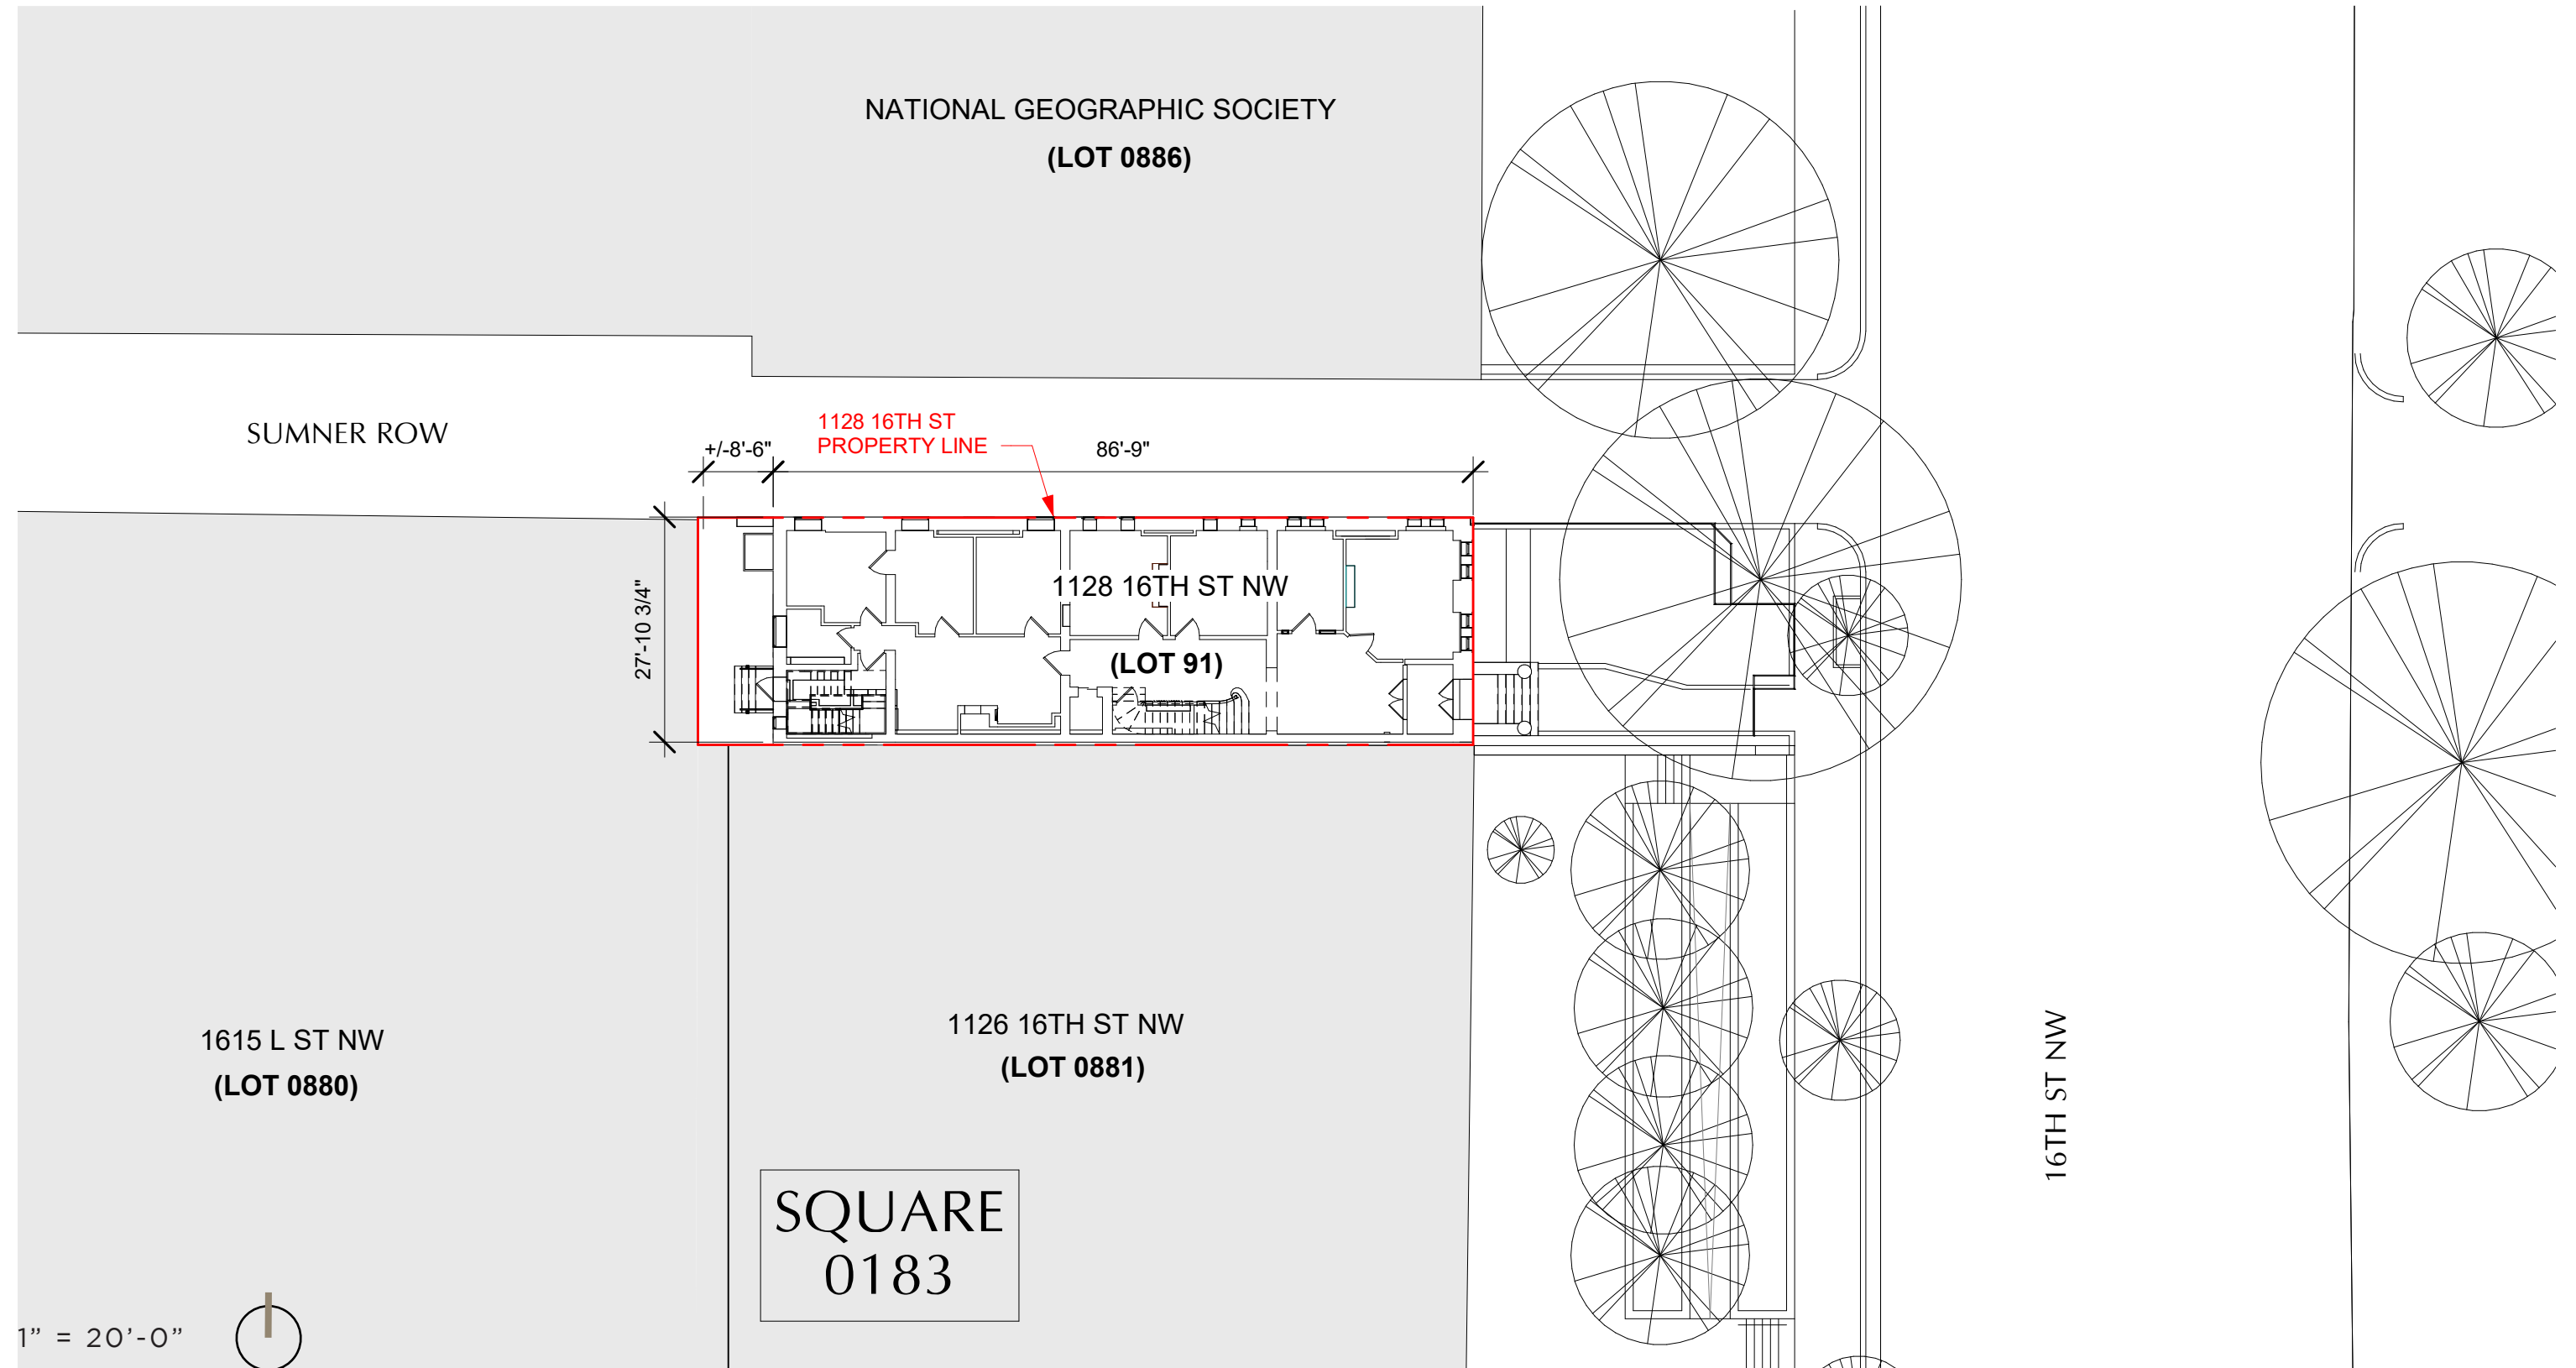 NATIONAL GEOGRAPHIC SOCIETY
(LOT 0886)
SUMNER ROW
1128 16TH ST
PROPERTY LINE
+/-8'-6"
86'-9"
27'-10 3/4"
1128 16TH ST NW
(LOT 91)
1615 L ST NW
(LOT 0880)
1126 16TH ST NW
(LOT 0881)
16TH ST NW
SQUARE
0183
1” = 20’-0”